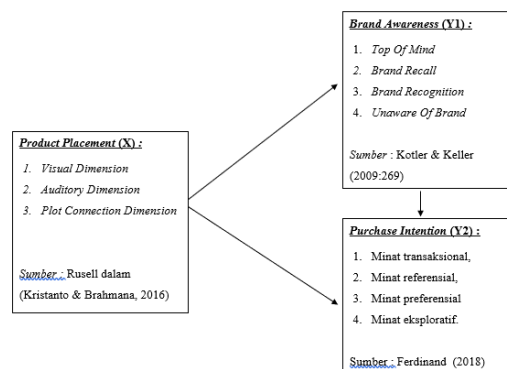 Brand Awareness (Y1) :
1. Top Of Mind
2. Brand Recall
3. Brand Recognition
4. Unaware Of Brand
Sumber : Kotler & Keller
(2009:269)
Product Placement (X) :
1. Visual Dimension
2. Auditory Dimension
3. Plot Connection Dimension
Sumber : Rusell dalam
(Kristanto & Brahmana, 2016)
Purchase Intention (Y2) :
1. Minat transaksional,
2. Minat referensial,
3. Minat preferensial
4. Minat eksploratif.
Sumber : Ferdinand (2018)